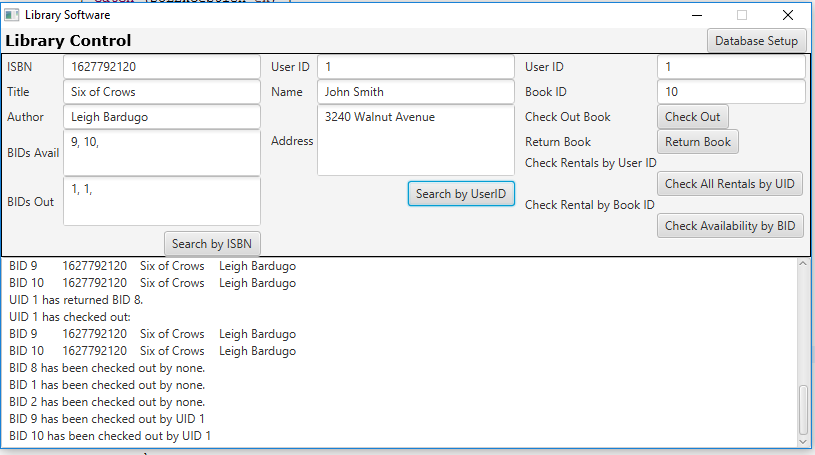 Library Software
Library Control
Database Setup
ISBN 1627792120
Title Six of Crows
Author Leigh Bardugo
BIDs Avail 9, 10,
BIDs Out 1, 1,
Search by ISBN
User ID 1
Name John Smith
Address 3240 Walnut Avenue
Search by UserID
User ID 1
Book ID 10
Check Out Book Check Out
Return Book Return Book
Check Rentals by User ID
Check All Rentals by UID
Check Rental by Book ID
Check Availability by BID
BID 9 1627792120 Six of Crows Leigh Bardugo
BID 10 1627792120 Six of Crows Leigh Bardugo
UID 1 has returned BID 8.
UID 1 has checked out:
BID 9 1627792120 Six of Crows Leigh Bardugo
BID 10 1627792120 Six of Crows Leigh Bardugo
BID 8 has been checked out by none.
BID 1 has been checked out by none.
BID 2 has been checked out by none.
BID 9 has been checked out by UID 1
BID 10 has been checked out by UID 1